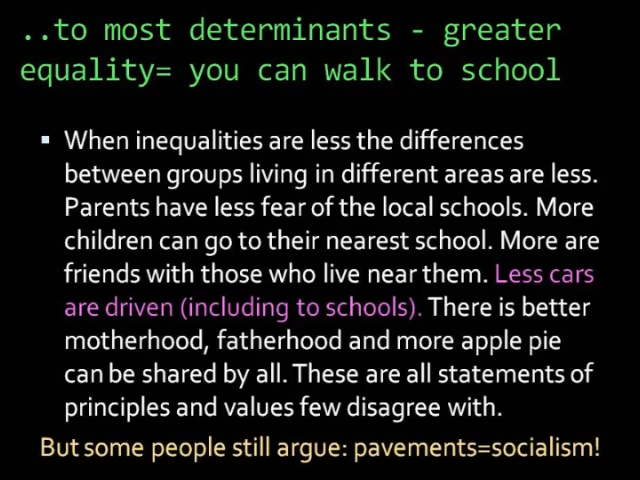 ..to most determinants - greater
equality= you can walk to school
When inequalities are less the differences
between groups living in different areas are less.
Parents have less fear of the local schools. More
children can go to their nearest school. More are
friends with those who live near them. Less cars
are driven (including to schools). There is better
motherhood, fatherhood and more apple pie
can be shared by all. These are all statements of
principles and values few disagree with.
But some people still argue: pavements=socialism!